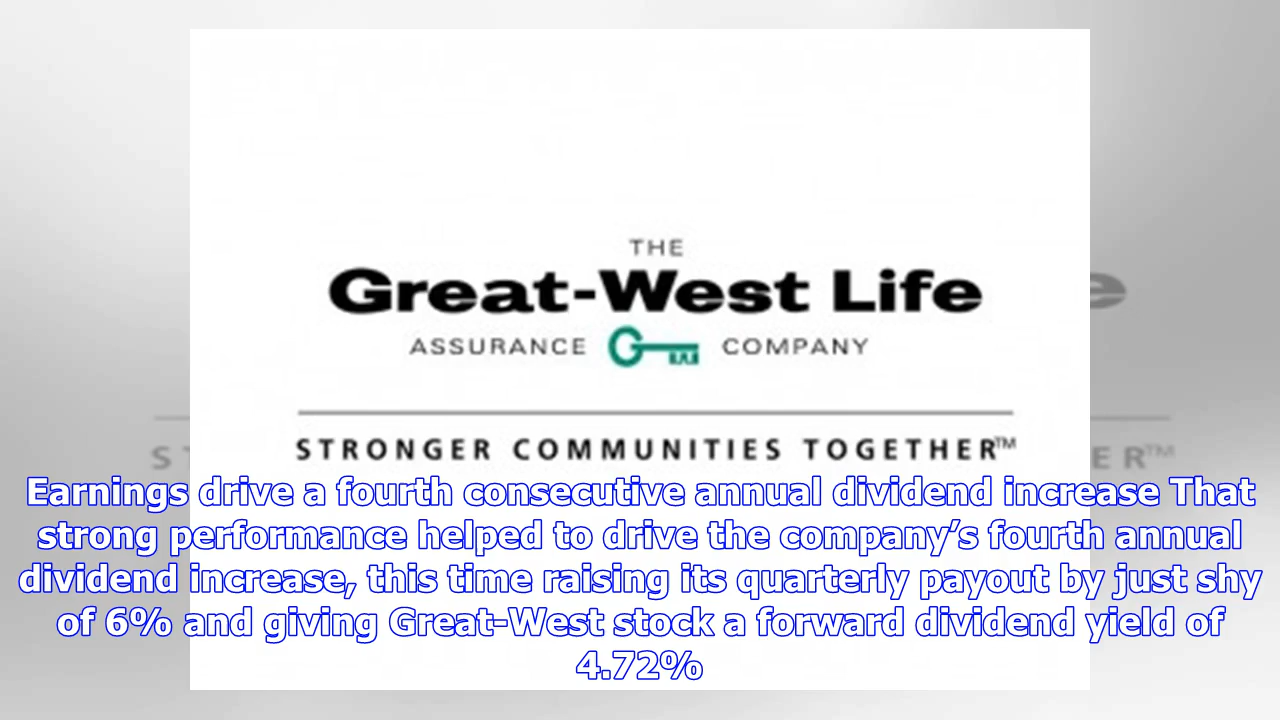 THE
Great-West Life
ASSURANCE G COMPANY
STRONGER COMMUNITIES TOGETHER™
Earnings drive a fourth consecutive annual dividend increase That
strong performance helped to drive the company’s fourth annual
dividend increase, this time raising its quarterly payout by just shy
of 6% and giving Great-West stock a forward dividend yield of
4.72%